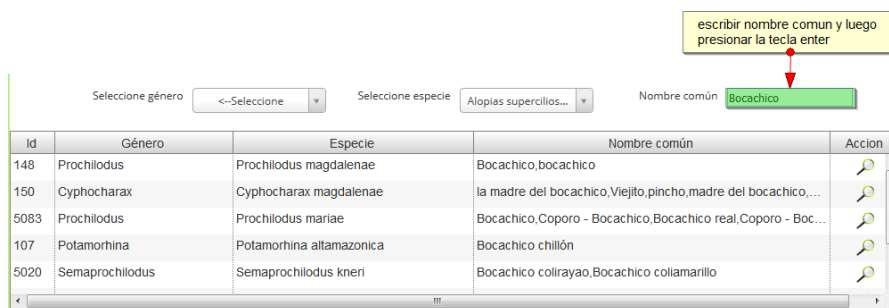 escribir nombre comun y luego
presionar la tecla enter
Seleccione género <--Seleccione Seleccione especie Alopias supercilios... Nombre común Bocachico
Id Género Especie Nombre común Accion
148 Prochilodus Prochilodus magdalenae Bocachico,bocachico
150 Cyphocharax Cyphocharax magdalenae la madre del bocachico,Viejito,pincho,madre del bocachico,...
5083 Prochilodus Prochilodus mariae Bocachico,Coporo - Bocachico,Bocachico real,Coporo - Boc...
107 Potamorhina Potamorhina altamazonica Bocachico chillón
5020 Semaprochilodus Semaprochilodus kneri Bocachico colirayao,Bocachico coliamarillo